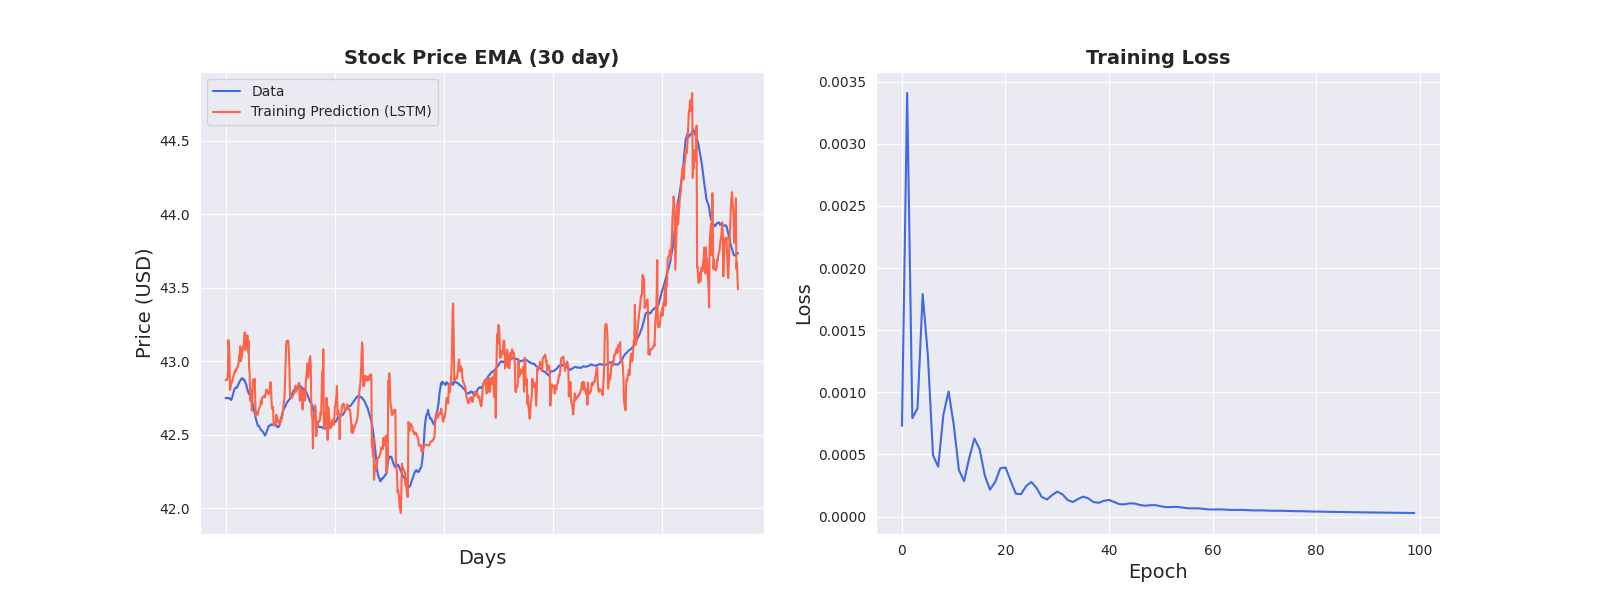 Stock Price EMA (30 day)
Data
Training Prediction (LSTM)
44.5
44.0
43.5
43.0
42.5
42.0
Price (USD)
Days
Training Loss
0.0035
0.0030
0.0025
0.0020
0.0015
0.0010
0.0005
0.0000
Loss
0 20 40 60 80 100
Epoch